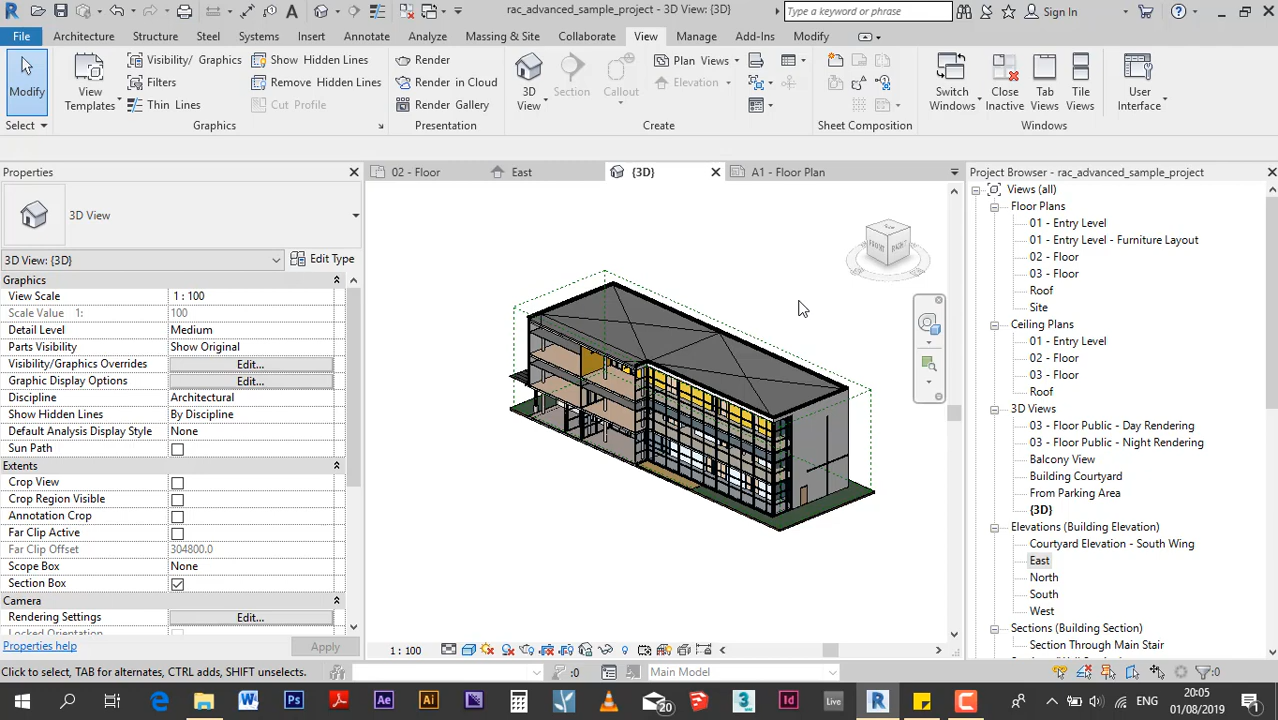 rac_advanced_sample_project - 3D View: {3D}
Type a keyword or phrase
Sign In
File Architecture Structure Steel Systems Insert Annotate Analyze Massing & Site Collaborate View Manage Add-Ins Modify
Modify
Select
View Templates
Visibility/ Graphics
Filters
Thin Lines
Show Hidden Lines
Remove Hidden Lines
Cut Profile
Graphics
Render
Render in Cloud
Render Gallery
Presentation
3D View
Section
Callout
Plan Views
Elevation
Create
Sheet Composition
Switch Windows
Close Inactive
Tab Views
Tile Views
Windows
User Interface
Properties
3D View
3D View: {3D}
Edit Type
Graphics
View Scale 1 : 100
Scale Value 1: 100
Detail Level Medium
Parts Visibility Show Original
Visibility/Graphics Overrides Edit...
Graphic Display Options Edit...
Discipline Architectural
Show Hidden Lines By Discipline
Default Analysis Display Style None
Sun Path
Extents
Crop View
Crop Region Visible
Annotation Crop
Far Clip Active
Far Clip Offset 304800.0
Scope Box None
Section Box
Camera
Rendering Settings Edit...
Locked Orientation
Properties help
Apply
02 - Floor East {3D} A1 - Floor Plan
FRONT RIGHT
1 : 100
Project Browser - rac_advanced_sample_project
Views (all)
Floor Plans
01 - Entry Level
01 - Entry Level - Furniture Layout
02 - Floor
03 - Floor
Roof
Site
Ceiling Plans
01 - Entry Level
02 - Floor
03 - Floor
Roof
3D Views
03 - Floor Public - Day Rendering
03 - Floor Public - Night Rendering
Balcony View
Building Courtyard
From Parking Area
{3D}
Elevations (Building Elevation)
Courtyard Elevation - South Wing
East
North
South
West
Sections (Building Section)
Section Through Main Stair
Click to select, TAB for alternates, CTRL adds, SHIFT unselects.
:0
Main Model
:0
W Ps Ae Ai 20 3 Id Live R
ENG
20:05
01/08/2019
1